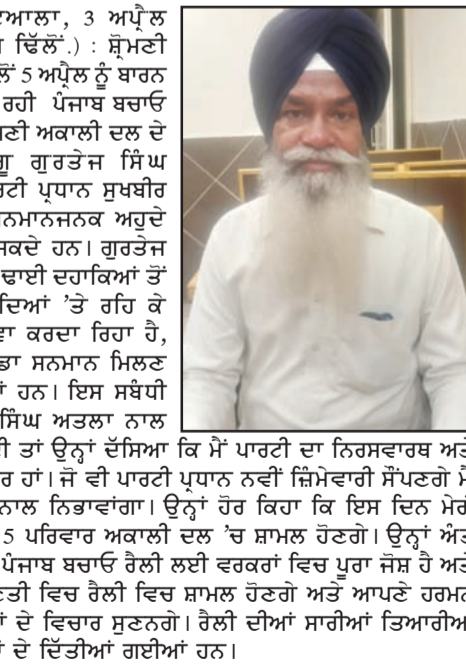 ਆਲਾ, 3 ਅਪ੍ਰੈਲ
ਢਿੱਲੋਂ.) : ਸ਼੍ਰੋਮਣੀ
5 ਅਪ੍ਰੈਲ ਨੂੰ ਬਾਰਨ
ਰਹੀ ਪੰਜਾਬ ਬਚਾਓ
ਅਕਾਲੀ ਦਲ ਦੇ
ਗੁਰਤੇਜ ਸਿੰਘ
ਪ੍ਰਧਾਨ ਸੁਖਬੀਰ
ਨਮਾਨਜਨਕ ਅਹੁਦੇ
ਸਕਦੇ ਹਨ। ਗੁਰਤੇਜ
ਢਾਈ ਦਹਾਕਿਆਂ ਤੋਂ
ਦਿਆਂ ’ਤੇ ਰਹਿ ਕੇ
ਵਾ ਕਰਦਾ ਰਿਹਾ ਹੈ,
ਡਾ ਸਨਮਾਨ ਮਿਲਣ
ਹਨ। ਇਸ ਸਬੰਧੀ
ਸਿੰਘ ਅਤਲਾ ਨਾਲ
ਤਾਂ ਉਨ੍ਹਾਂ ਦੱਸਿਆ ਕਿ ਮੈਂ ਪਾਰਟੀ ਦਾ ਨਿਰਸਵਾਰਥ ਅਤੇ
ਰ ਹਾਂ। ਜੋ ਵੀ ਪਾਰਟੀ ਪ੍ਰਧਾਨ ਨਵੀਂ ਜ਼ਿੰਮੇਵਾਰੀ ਸੌਂਪਣਗੇ ਮੈਂ
ਨਾਲ ਨਿਭਾਵਾਂਗਾ। ਉਨ੍ਹਾਂ ਹੋਰ ਕਿਹਾ ਕਿ ਇਸ ਦਿਨ ਮੇਰੀ
5 ਪਰਿਵਾਰ ਅਕਾਲੀ ਦਲ ’ਚ ਸ਼ਾਮਲ ਹੋਣਗੇ। ਉਨ੍ਹਾਂ ਅੰਤ
ਪੰਜਾਬ ਬਚਾਓ ਰੈਲੀ ਲਈ ਵਰਕਰਾਂ ਵਿਚ ਪੂਰਾ ਜੋਸ਼ ਹੈ ਅਤੇ
ਣਤੀ ਵਿਚ ਰੈਲੀ ਵਿਚ ਸ਼ਾਮਲ ਹੋਣਗੇ ਅਤੇ ਆਪਣੇ ਹਰਮਨ
ਦੇ ਵਿਚਾਰ ਸੁਣਨਗੇ। ਰੈਲੀ ਦੀਆਂ ਸਾਰੀਆਂ ਤਿਆਰੀਆਂ
ਦੇ ਦਿੱਤੀਆਂ ਗਈਆਂ ਹਨ।